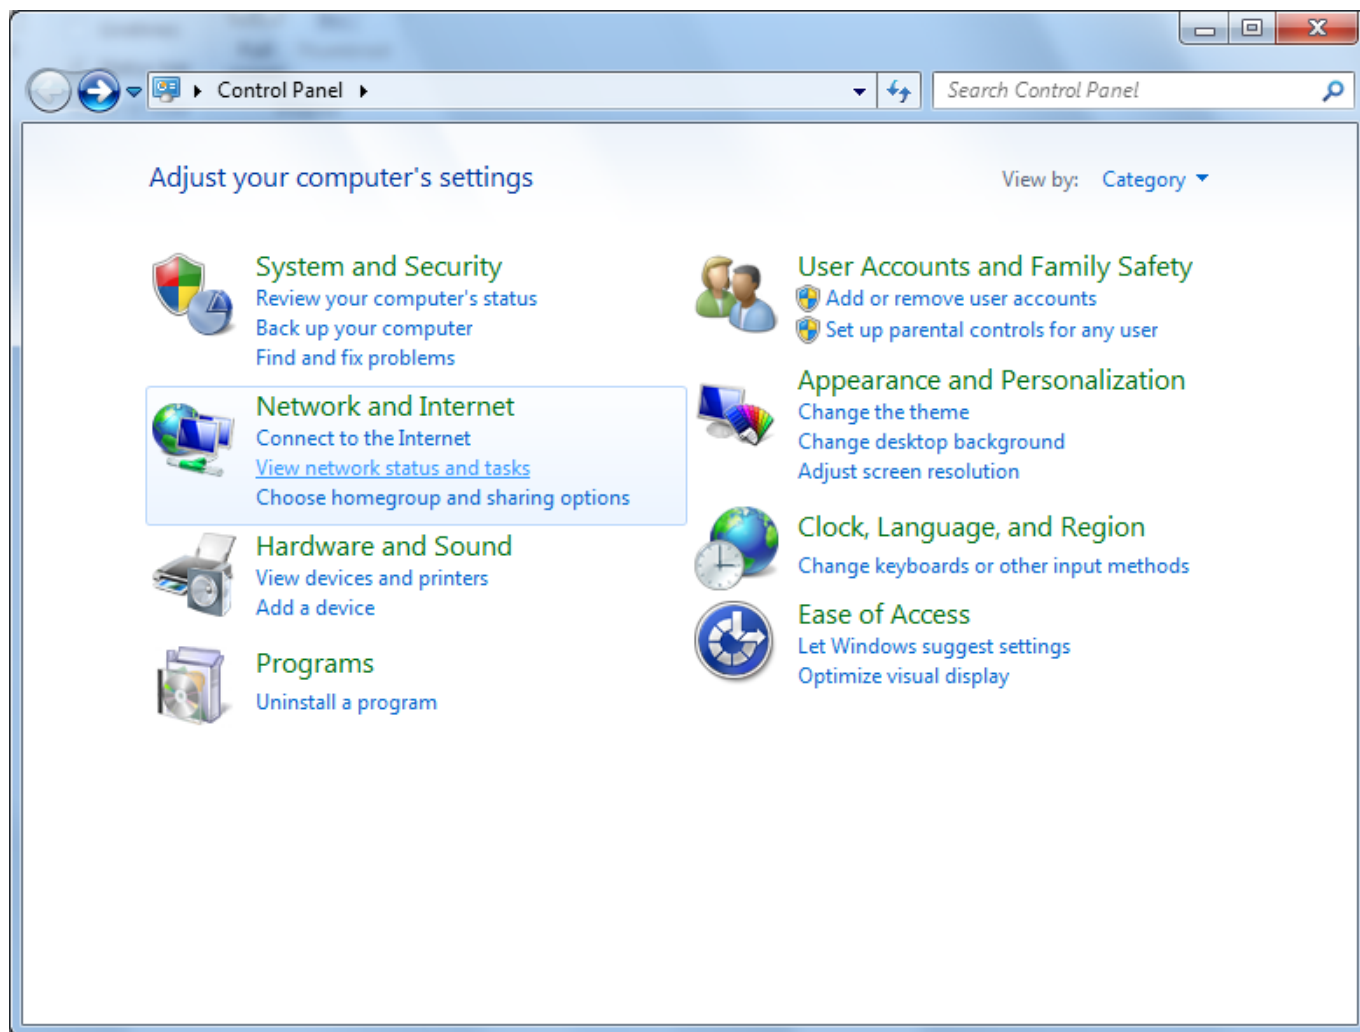 Control Panel
Search Control Panel
Adjust your computer's settings
View by: Category
System and Security
Review your computer's status
Back up your computer
Find and fix problems
Network and Internet
Connect to the Internet
View network status and tasks
Choose homegroup and sharing options
Hardware and Sound
View devices and printers
Add a device
Programs
Uninstall a program
User Accounts and Family Safety
Add or remove user accounts
Set up parental controls for any user
Appearance and Personalization
Change the theme
Change desktop background
Adjust screen resolution
Clock, Language, and Region
Change keyboards or other input methods
Ease of Access
Let Windows suggest settings
Optimize visual display